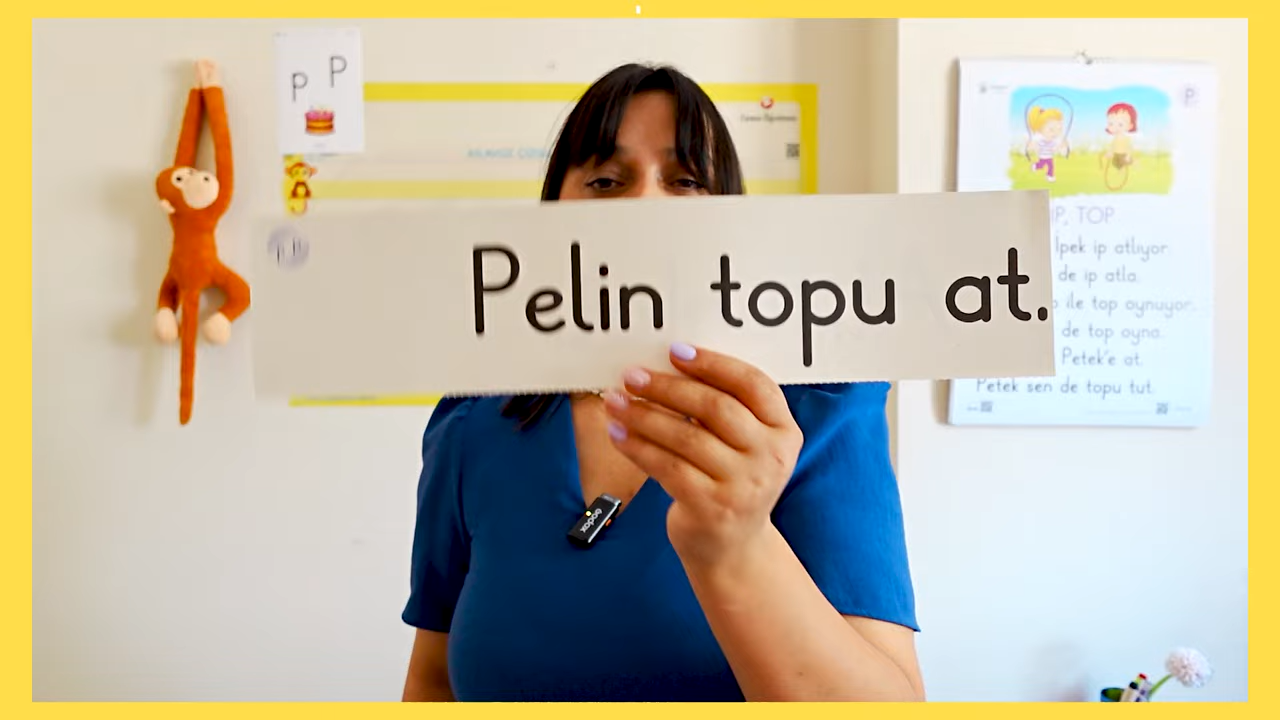 p P
Pelin topu at.
İP, TOP
İpek ip atlıyor.
de ip atla.
ile top oynuyor.
de top oyna.
Petek'e at.
Petek sen de topu tut.
P
Godox